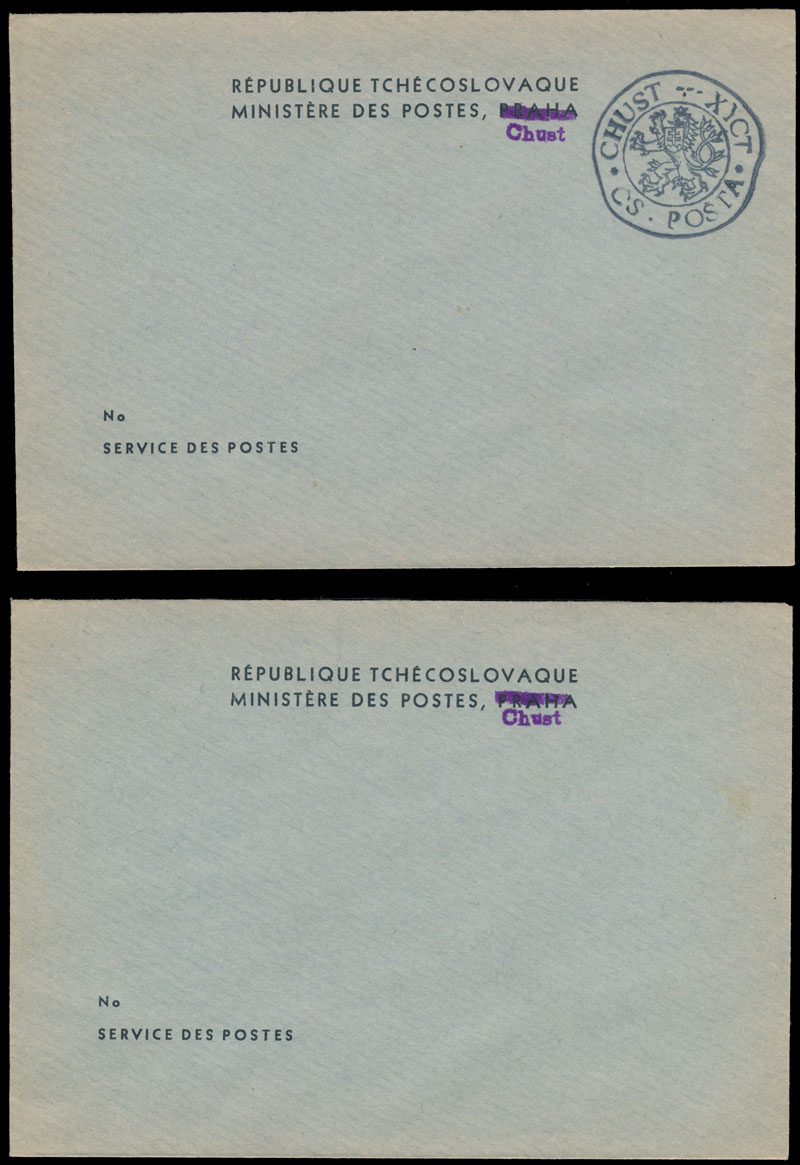 RÉPUBLIQUE TCHÉCOSLOVAQUE
MINISTÈRE DES POSTES, PRAHA
Chust
• CHUST XICT •
ČS. POŠTA
No
SERVICE DES POSTES
RÉPUBLIQUE TCHÉCOSLOVAQUE
MINISTÈRE DES POSTES, PRAHA
Chust
No
SERVICE DES POSTES